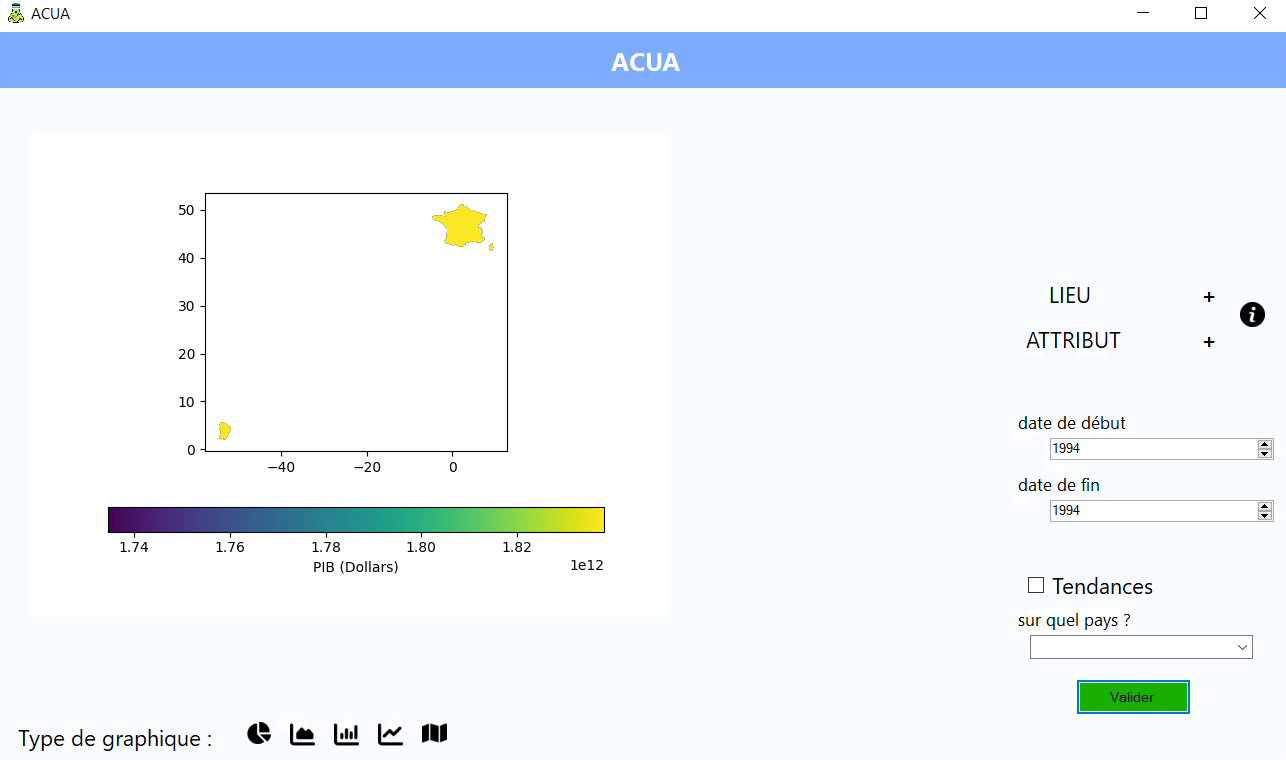 ACUA
ACUA
50
40
30
20
10
0
−40 −20 0
1.74 1.76 1.78 1.80 1.82
1e12
PIB (Dollars)
LIEU +
ATTRIBUT +
date de début
1994
date de fin
1994
Tendances
sur quel pays ?
Valider
Type de graphique :